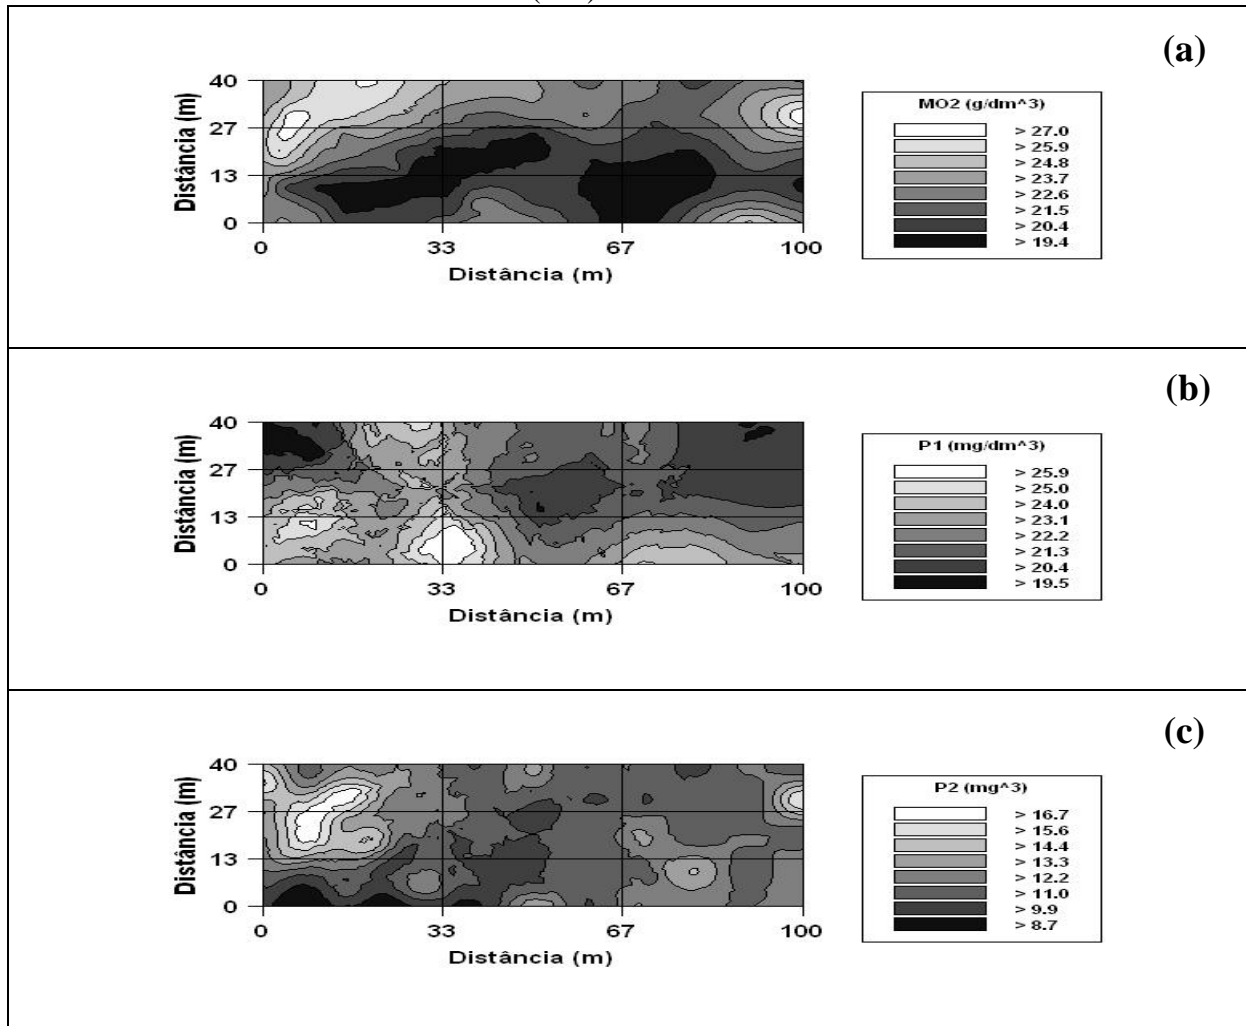 (a)
40
27
13
0
Distância (m)
0 33 67 100
Distância (m)
MO2 (g/dm^3)
> 27.0
> 25.9
> 24.8
> 23.7
> 22.6
> 21.5
> 20.4
> 19.4
(b)
40
27
13
0
Distância (m)
0 33 67 100
Distância (m)
P1 (mg/dm^3)
> 25.9
> 25.0
> 24.0
> 23.1
> 22.2
> 21.3
> 20.4
> 19.5
(c)
40
27
13
0
Distância (m)
0 33 67 100
Distância (m)
P2 (mg^3)
> 16.7
> 15.6
> 14.4
> 13.3
> 12.2
> 11.0
> 9.9
> 8.7